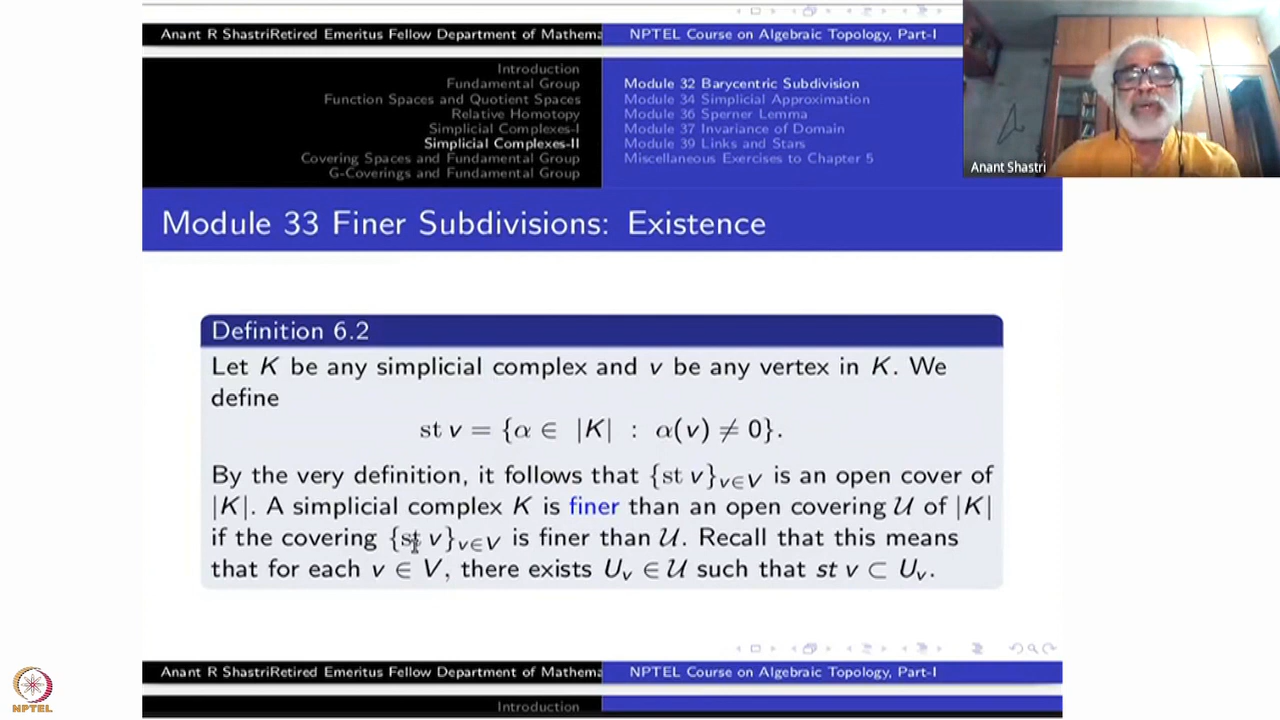 Anant R ShastriRetired Emeritus Fellow Department of Mathema
NPTEL Course on Algebraic Topology, Part-I
Introduction
Fundamental Group
Function Spaces and Quotient Spaces
Relative Homotopy
Simplicial Complexes-I
Simplicial Complexes-II
Covering Spaces and Fundamental Group
G-Coverings and Fundamental Group
Module 32 Barycentric Subdivision
Module 34 Simplicial Approximation
Module 36 Sperner Lemma
Module 37 Invariance of Domain
Module 39 Links and Stars
Miscellaneous Exercises to Chapter 5
Anant Shastri
Module 33 Finer Subdivisions: Existence
Definition 6.2
Let K be any simplicial complex and v be any vertex in K. We
define
st v = {α ∈ |K| : α(v) ≠ 0}.
By the very definition, it follows that {st v}_{v∈V} is an open cover of
|K|. A simplicial complex K is finer than an open covering 𝒰 of |K|
if the covering {st v}_{v∈V} is finer than 𝒰. Recall that this means
that for each v ∈ V, there exists U_v ∈ 𝒰 such that st v ⊂ U_v.
Anant R ShastriRetired Emeritus Fellow Department of Mathema
NPTEL Course on Algebraic Topology, Part-I
Introduction
NPTEL